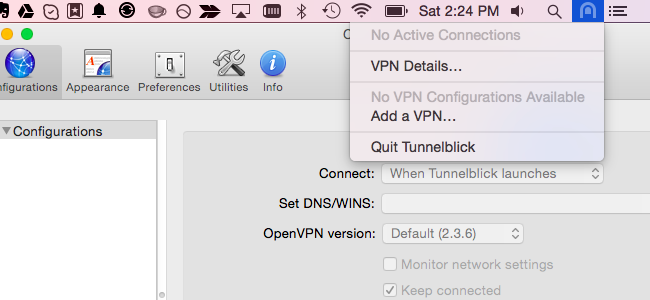 Sat 2:24 PM
No Active Connections
VPN Details...
No VPN Configurations Available
Add a VPN...
Quit Tunnelblick
nfigurations
Appearance
Preferences
Utilities
Info
Configurations
Connect:
When Tunnelblick launches
Set DNS/WINS:
OpenVPN version:
Default (2.3.6)
Monitor network settings
Keep connected